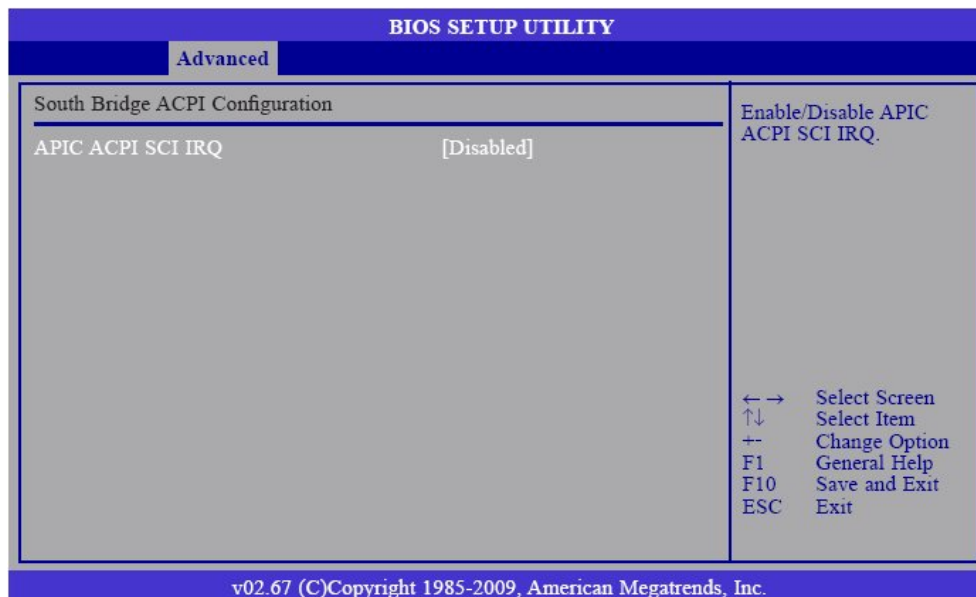 BIOS SETUP UTILITY
Advanced
South Bridge ACPI Configuration
APIC ACPI SCI IRQ [Disabled]
Enable/Disable APIC
ACPI SCI IRQ.
←→ Select Screen
↑↓ Select Item
+- Change Option
F1 General Help
F10 Save and Exit
ESC Exit
v02.67 (C)Copyright 1985-2009, American Megatrends, Inc.